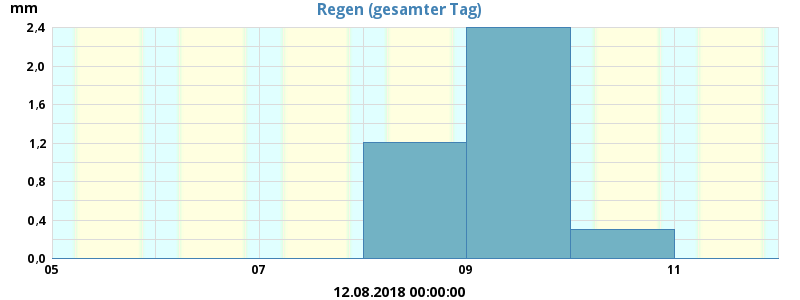 mm
Regen (gesamter Tag)
2,4
2,0
1,6
1,2
0,8
0,4
0,0
05 07 09 11
12.08.2018 00:00:00